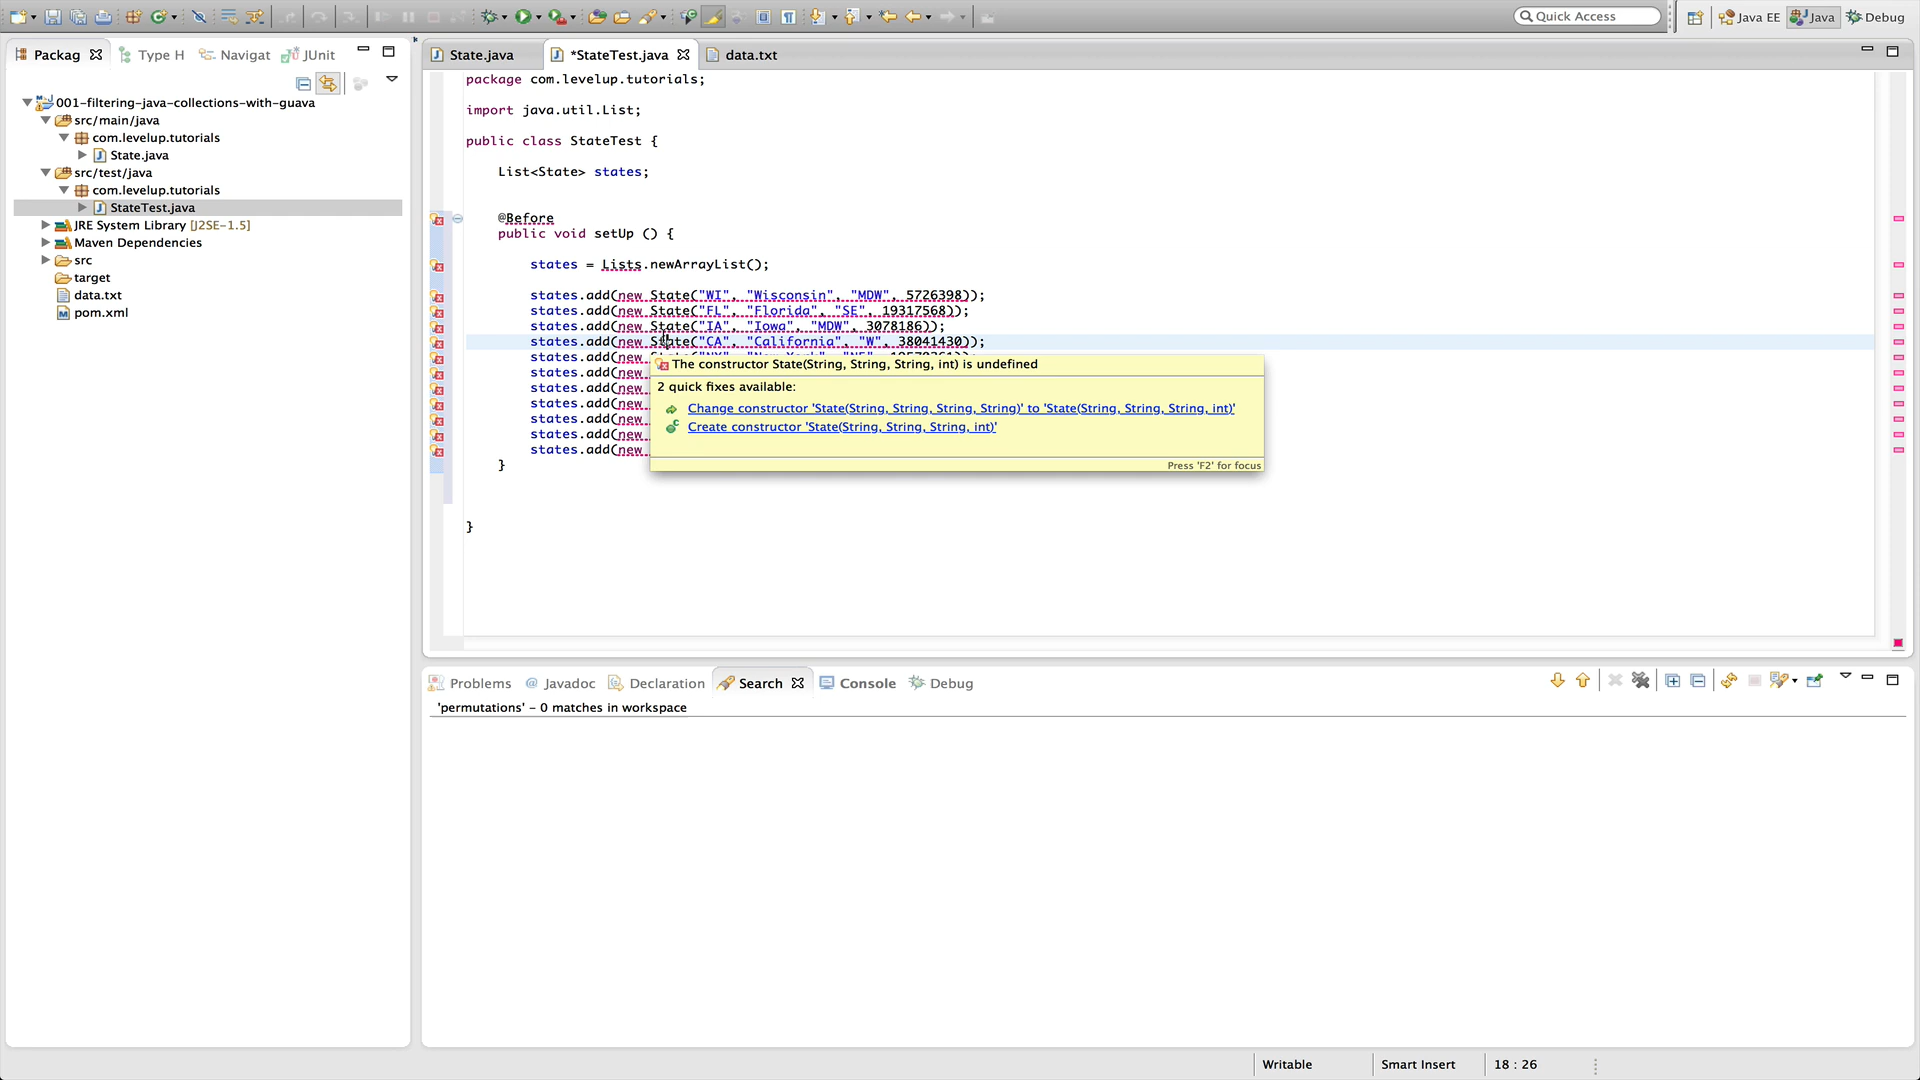 Quick Access
Java EE
Java
Debug
Packag
Type H
Navigat
JUnit
001-filtering-java-collections-with-guava
src/main/java
com.levelup.tutorials
State.java
src/test/java
com.levelup.tutorials
StateTest.java
JRE System Library [J2SE-1.5]
Maven Dependencies
src
target
data.txt
pom.xml
State.java
*StateTest.java
data.txt
package com.levelup.tutorials;
import java.util.List;
public class StateTest {
List<State> states;
@Before
public void setUp () {
states = Lists.newArrayList();
states.add(new State("WI", "Wisconsin", "MDW", 5726398));
states.add(new State("FL", "Florida", "SE", 19317568));
states.add(new State("IA", "Iowa", "MDW", 3078186));
states.add(new State("CA", "California", "W", 38041430));
states.add(new
states.add(new
states.add(new
states.add(new
states.add(new
states.add(new
states.add(new
}
}
The constructor State(String, String, String, int) is undefined
2 quick fixes available:
Change constructor 'State(String, String, String, String)' to 'State(String, String, String, int)'
Create constructor 'State(String, String, String, int)'
Press 'F2' for focus
Problems
Javadoc
Declaration
Search
Console
Debug
'permutations' – 0 matches in workspace
Writable
Smart Insert
18 : 26